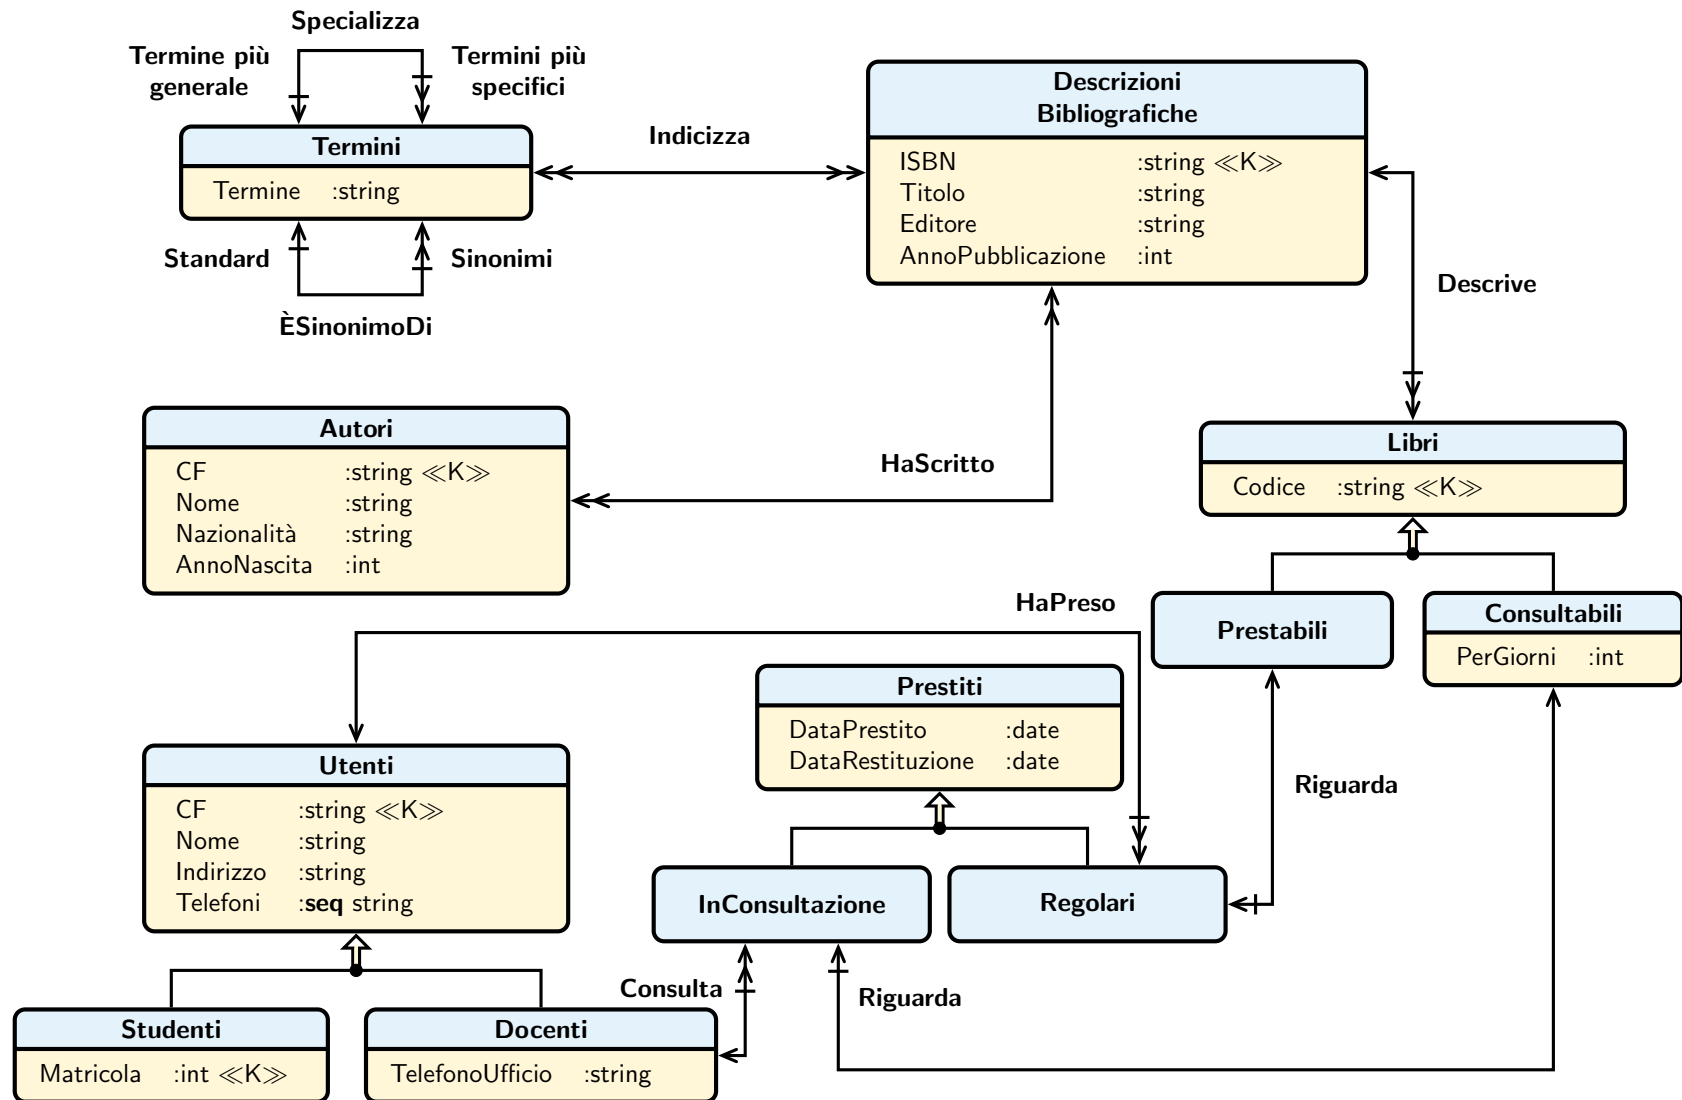 Specializza
Termine più
generale
Termini più
specifici
Termini
Termine :string
Standard
Sinonimi
ÈSinonimoDi
Indicizza
Descrizioni
Bibliografiche
ISBN :string ≪K≫
Titolo :string
Editore :string
AnnoPubblicazione :int
Descrive
Autori
CF :string ≪K≫
Nome :string
Nazionalità :string
AnnoNascita :int
HaScritto
Libri
Codice :string ≪K≫
HaPreso
Prestabili
Consultabili
PerGiorni :int
Prestiti
DataPrestito :date
DataRestituzione :date
Utenti
CF :string ≪K≫
Nome :string
Indirizzo :string
Telefoni :seq string
Riguarda
InConsultazione
Regolari
Consulta
Riguarda
Studenti
Matricola :int ≪K≫
Docenti
TelefonoUfficio :string